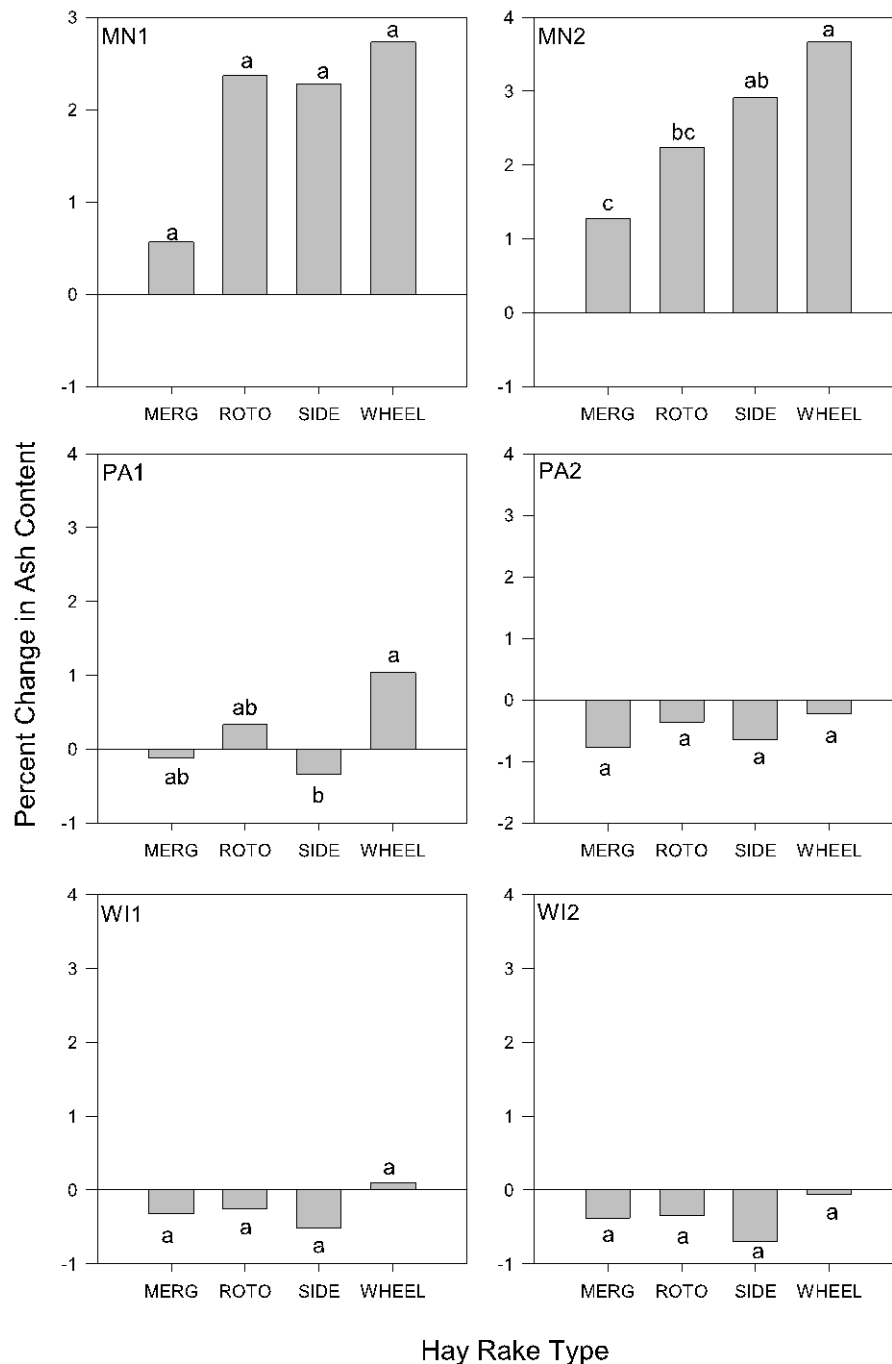 MN1
3
2
1
0
-1
a
a
a
a
MERG ROTO SIDE WHEEL
MN2
4
3
2
1
0
-1
c
bc
ab
a
MERG ROTO SIDE WHEEL
PA1
4
3
2
1
0
-1
ab
ab
b
a
MERG ROTO SIDE WHEEL
PA2
4
3
2
1
0
-1
-2
a
a
a
a
MERG ROTO SIDE WHEEL
WI1
4
3
2
1
0
-1
a
a
a
a
MERG ROTO SIDE WHEEL
WI2
4
3
2
1
0
-1
a
a
a
a
MERG ROTO SIDE WHEEL
Percent Change in Ash Content
Hay Rake Type